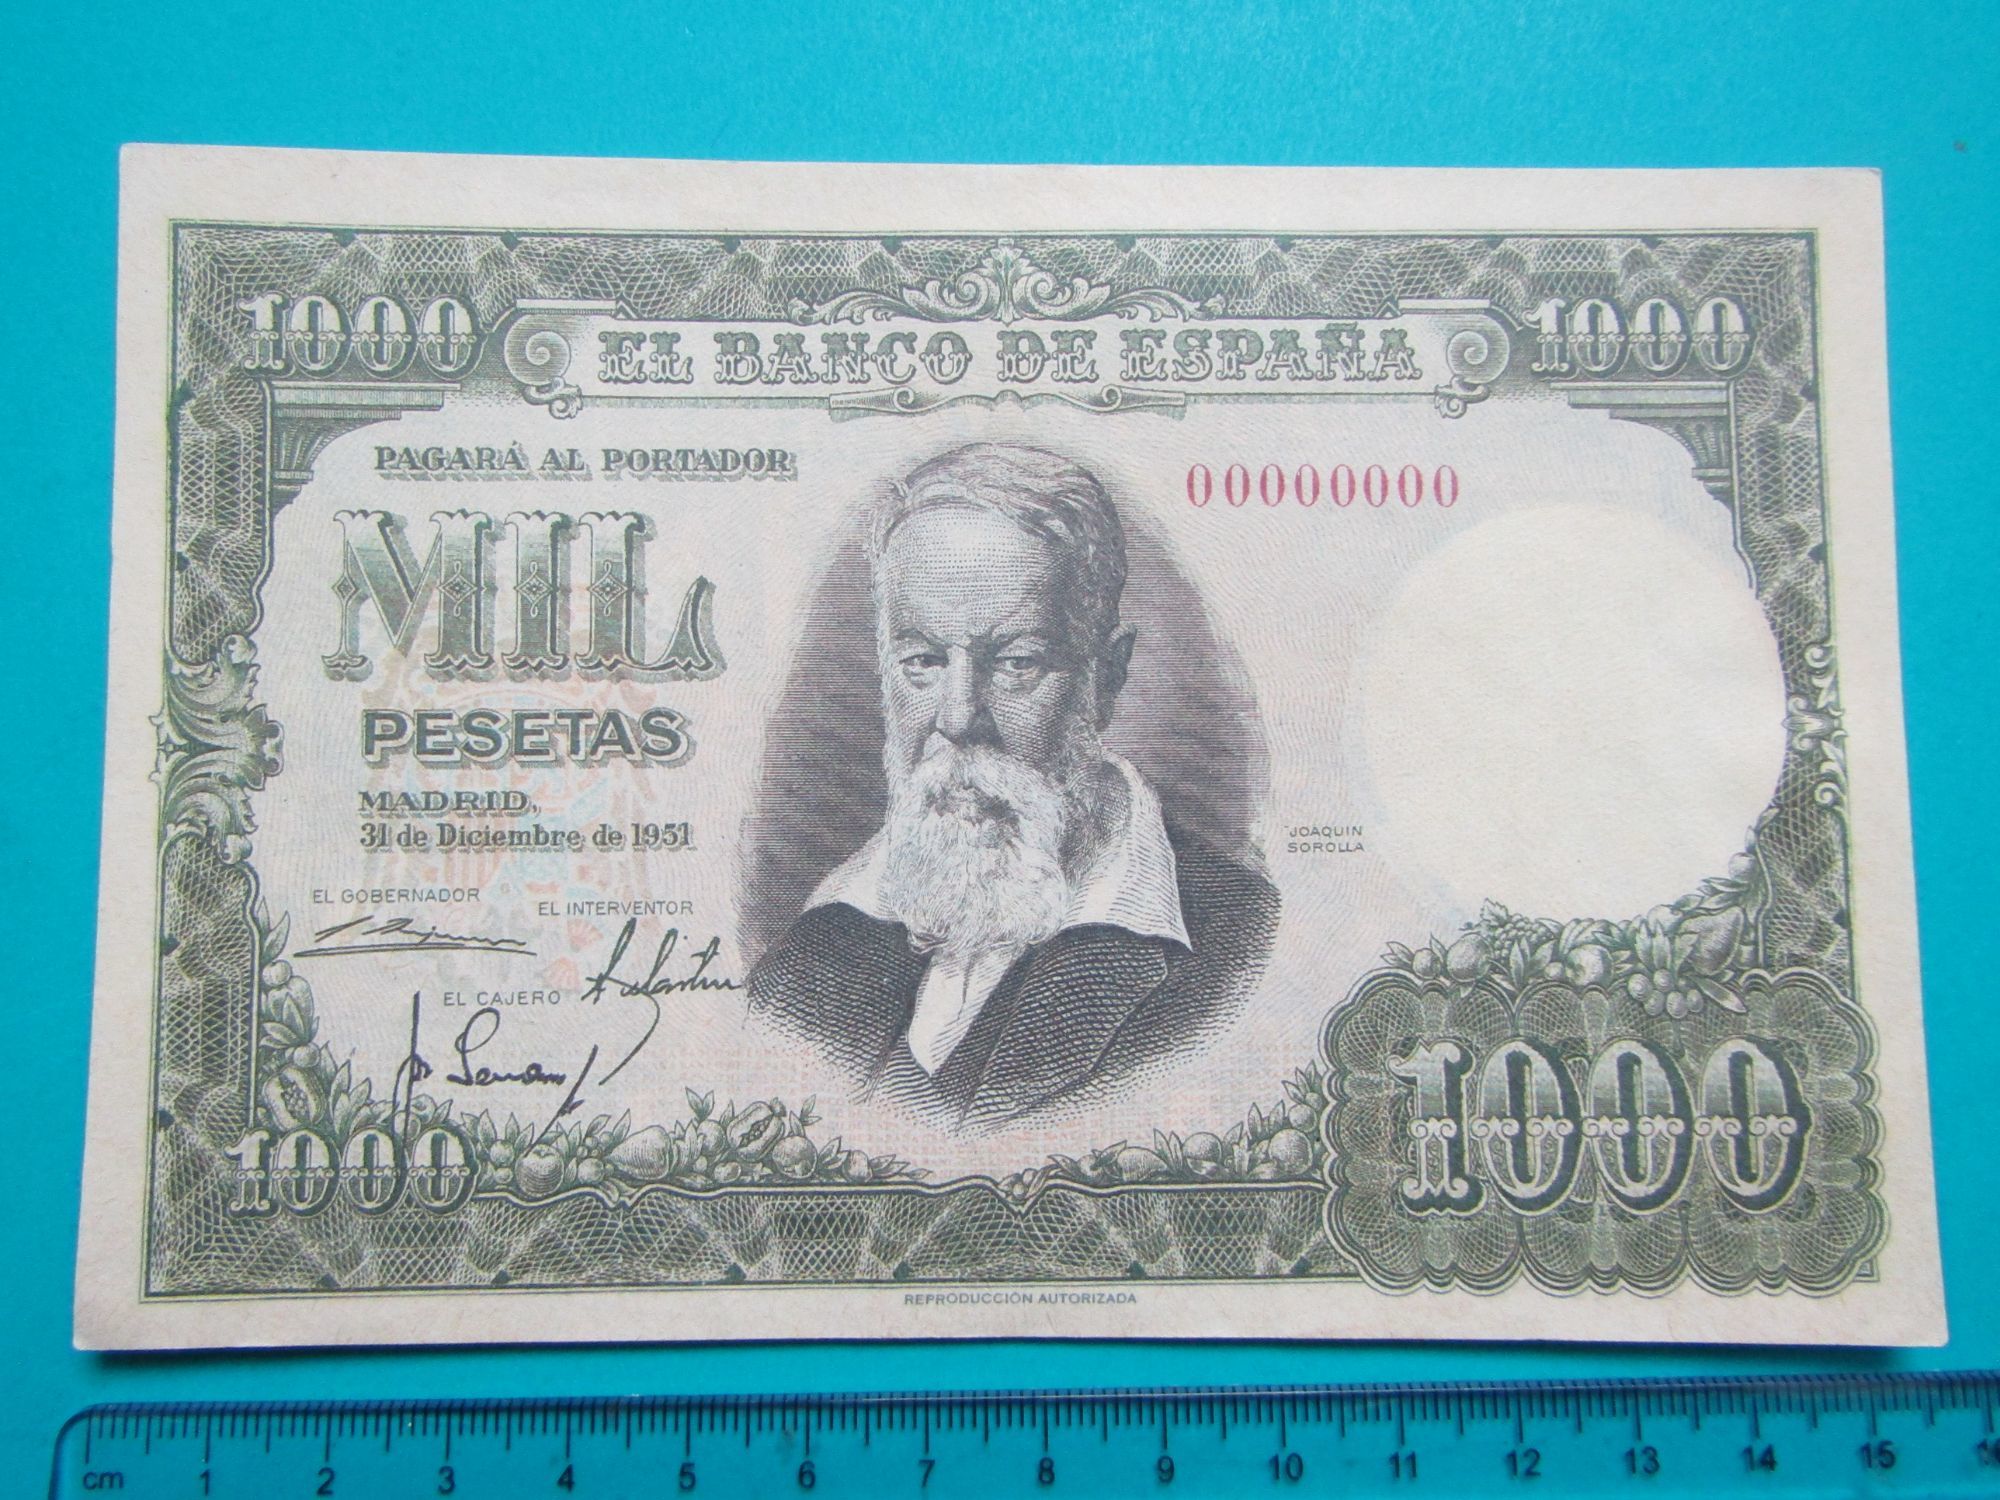 1000 EL BANCO DE ESPAÑA 1000
PAGARÁ AL PORTADOR
00000000
MIL
PESETAS
MADRID,
31 de Diciembre de 1951
JOAQUIN
SOROLLA
EL GOBERNADOR
EL INTERVENTOR
EL CAJERO
1000
1000
REPRODUCCIÓN AUTORIZADA
cm 1 2 3 4 5 6 7 8 9 10 11 12 13 14 15 16